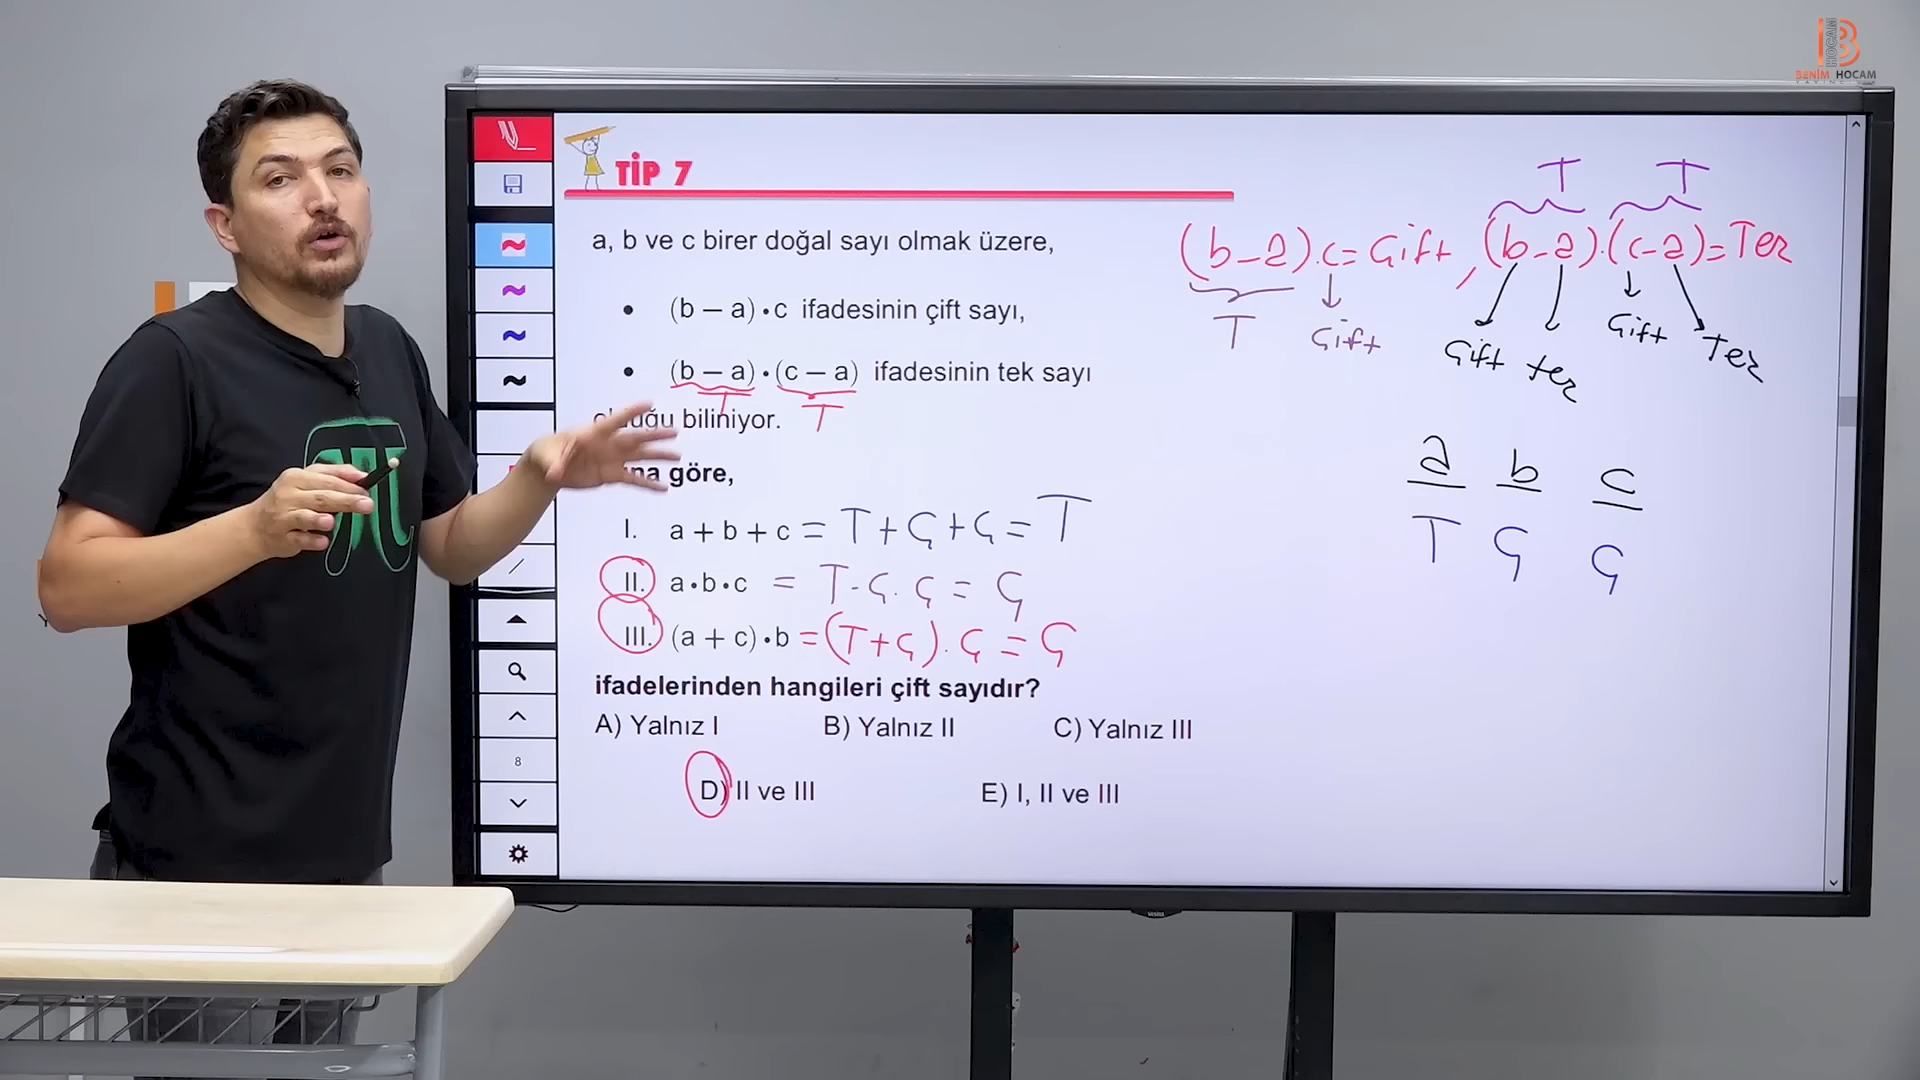 BENİM HOCAM
TİP 7
a, b ve c birer doğal sayı olmak üzere,
• (b – a) • c ifadesinin çift sayı,
• (b – a) • (c – a) ifadesinin tek sayı
T T
biliniyor.
göre,
I. a + b + c = T + Ç + Ç = T
II. a • b • c = T . Ç . Ç = Ç
III. (a + c) • b = (T + Ç) . Ç = Ç
ifadelerinden hangileri çift sayıdır?
A) Yalnız I B) Yalnız II C) Yalnız III
D) II ve III E) I, II ve III
8
T T
(b - a) . c = Çift , (b - a) . (c - a) = Tek
T Çift Çift tek Çift Tek
a b c
T Ç Ç